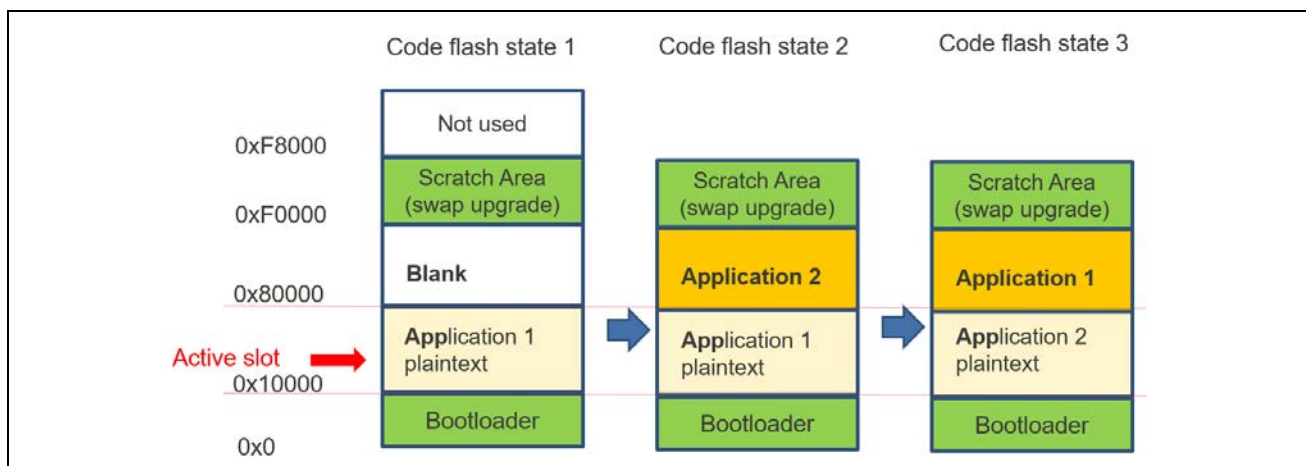 Code flash state 1
Code flash state 2
Code flash state 3
Not used
0xF8000
Scratch Area
(swap upgrade)
Scratch Area
(swap upgrade)
Scratch Area
(swap upgrade)
0xF0000
Blank
Application 2
Application 1
0x80000
Application 1
plaintext
Application 1
plaintext
Application 2
plaintext
Active slot
0x10000
Bootloader
Bootloader
Bootloader
0x0